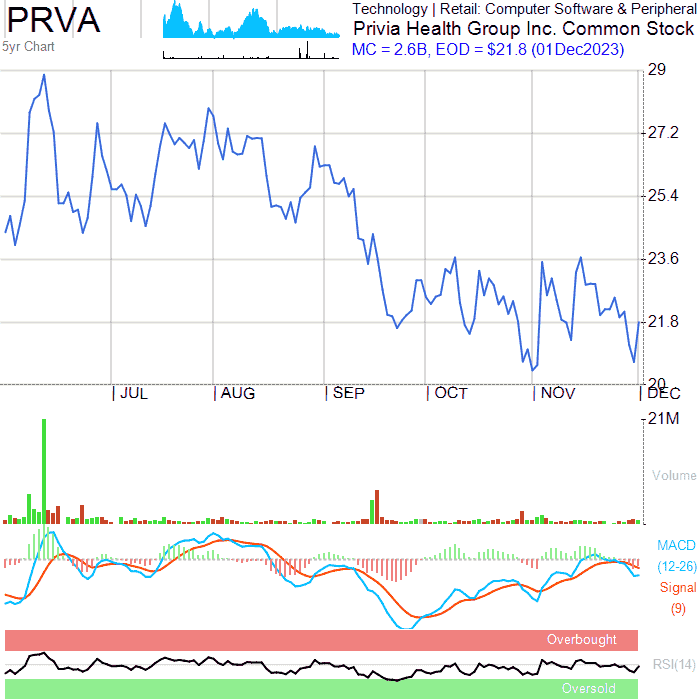 PRVA
5yr Chart
Technology | Retail: Computer Software & Peripheral
Privia Health Group Inc. Common Stock
MC = 2.6B, EOD = $21.8 (01Dec2023)
29
27.2
25.4
23.6
21.8
20
JUL
AUG
SEP
OCT
NOV
DEC
21M
Volume
MACD
(12-26)
Signal
(9)
Overbought
RSI(14)
Oversold